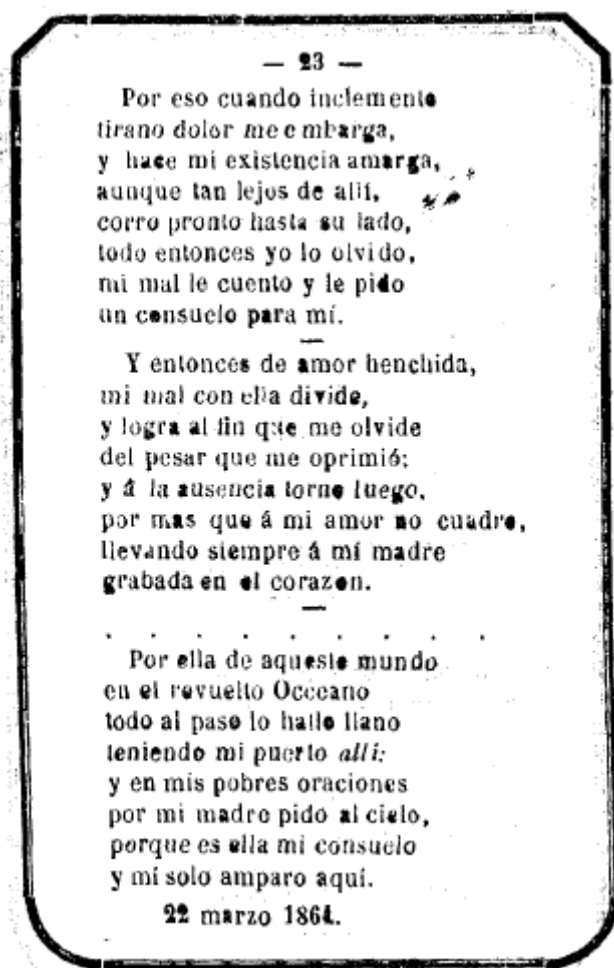 — 23 —
Por eso cuando inclemente
tirano dolor me embarga,
y hace mi existencia amarga,
aunque tan lejos de allí,
corro pronto hasta su lado,
todo entonces yo lo olvido,
mi mal le cuento y le pido
un consuelo para mí.
—
Y entonces de amor henchida,
mi mal con ella divide,
y logra al fin que me olvide
del pesar que me oprimió;
y á la ausencia torno luego,
por mas que á mi amor no cuadre,
llevando siempre á mí madre
grabada en el corazon.
—
. . . . . . . . .
Por ella de aqueste mundo
en el revuelto Occeano
todo al paso lo hallo llano
teniendo mi puerto alli:
y en mis pobres oraciones
por mi madre pido al cielo,
porque es ella mi consuelo
y mi solo amparo aquí.
22 marzo 1864.